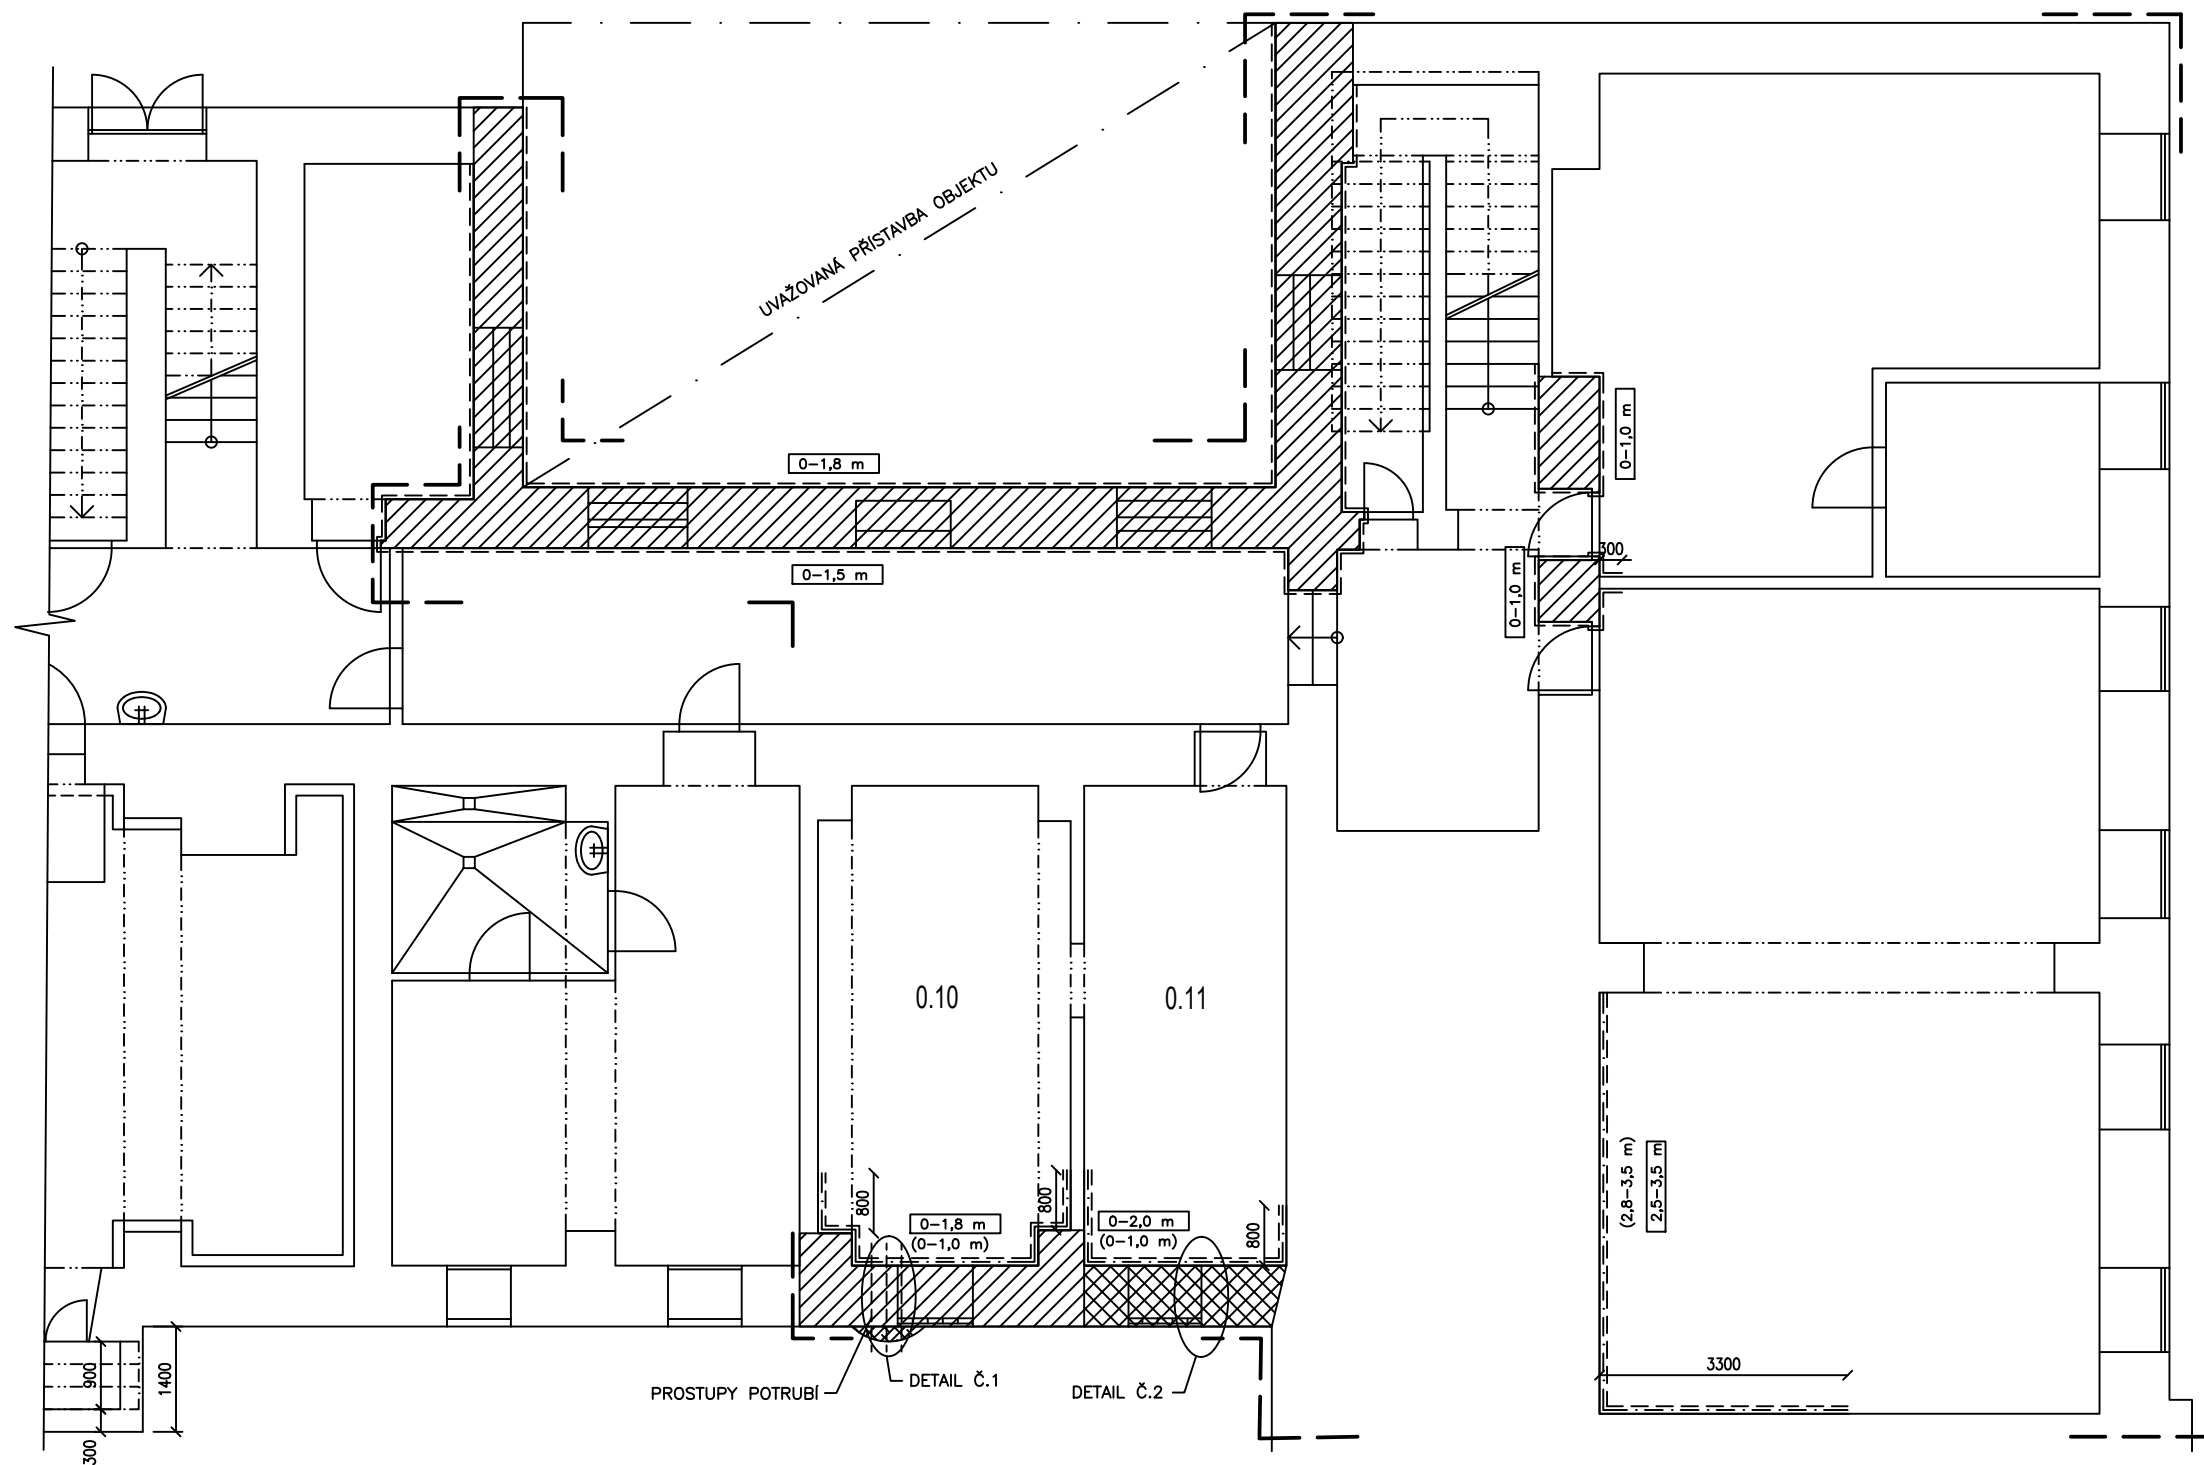 UVAŽOVANÁ PŘÍSTAVBA OBJEKTU
0-1,8 m
0-1,0 m
300
0-1,5 m
0-1,0 m
0.10
0.11
800
800
800
0-1,8 m
(0-1,0 m)
0-2,0 m
(0-1,0 m)
(2,8-3,5 m)
2,5-3,5 m
3300
900
1400
300
PROSTUPY POTRUBÍ
DETAIL Č.1
DETAIL Č.2